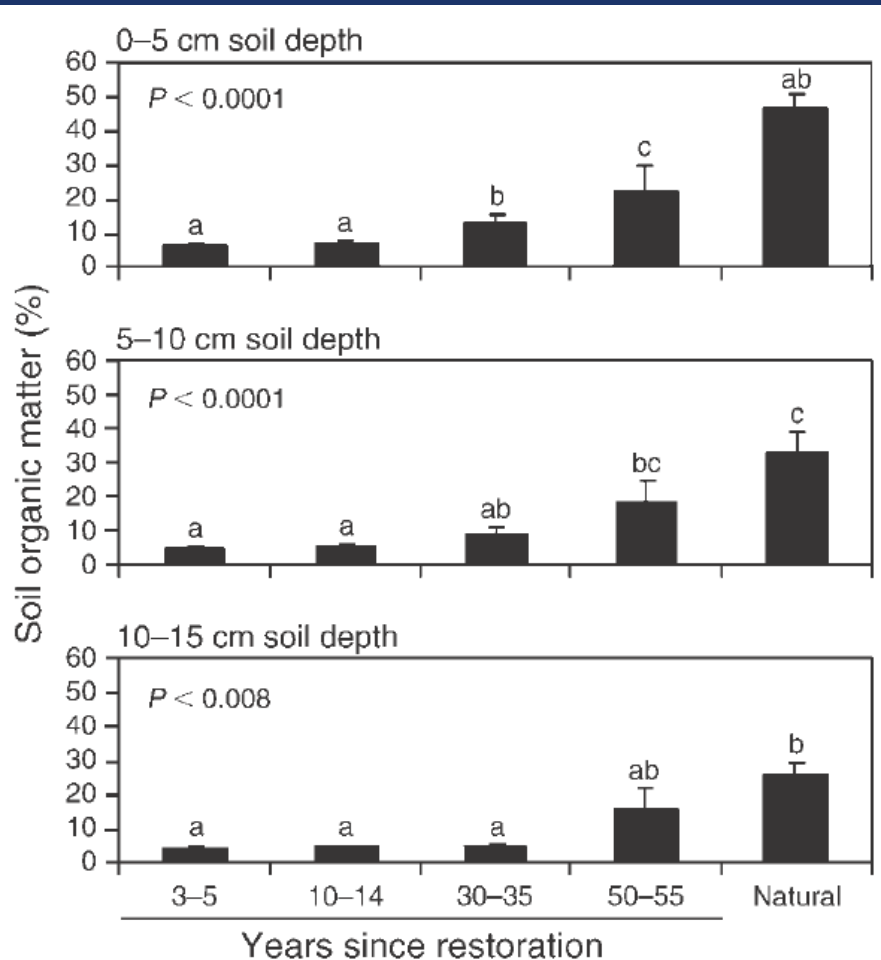 0–5 cm soil depth
60
P < 0.0001
ab
50
40
c
30
b
20
a
a
10
0
5–10 cm soil depth
60
P < 0.0001
c
50
40
bc
30
ab
20
a
a
10
0
10–15 cm soil depth
60
P < 0.008
50
40
b
30
ab
20
a
a
a
10
0
Soil organic matter (%)
3–5 10–14 30–35 50–55 Natural
Years since restoration